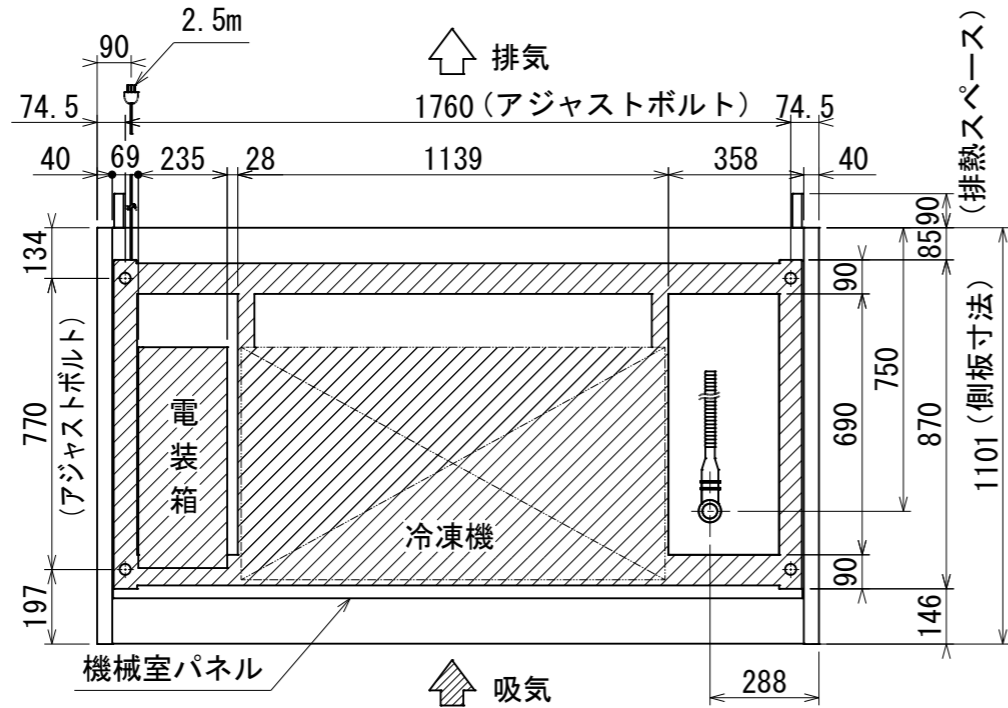 2.5m
90
排気
74.5
1760(アジャストボルト)
74.5
40
69
235
28
1139
358
40
(排熱スペース)
90
85
134
90
770
(アジャストボルト)
電装箱
冷凍機
750
690
870
1101(側板寸法)
90
197
146
機械室パネル
吸気
288